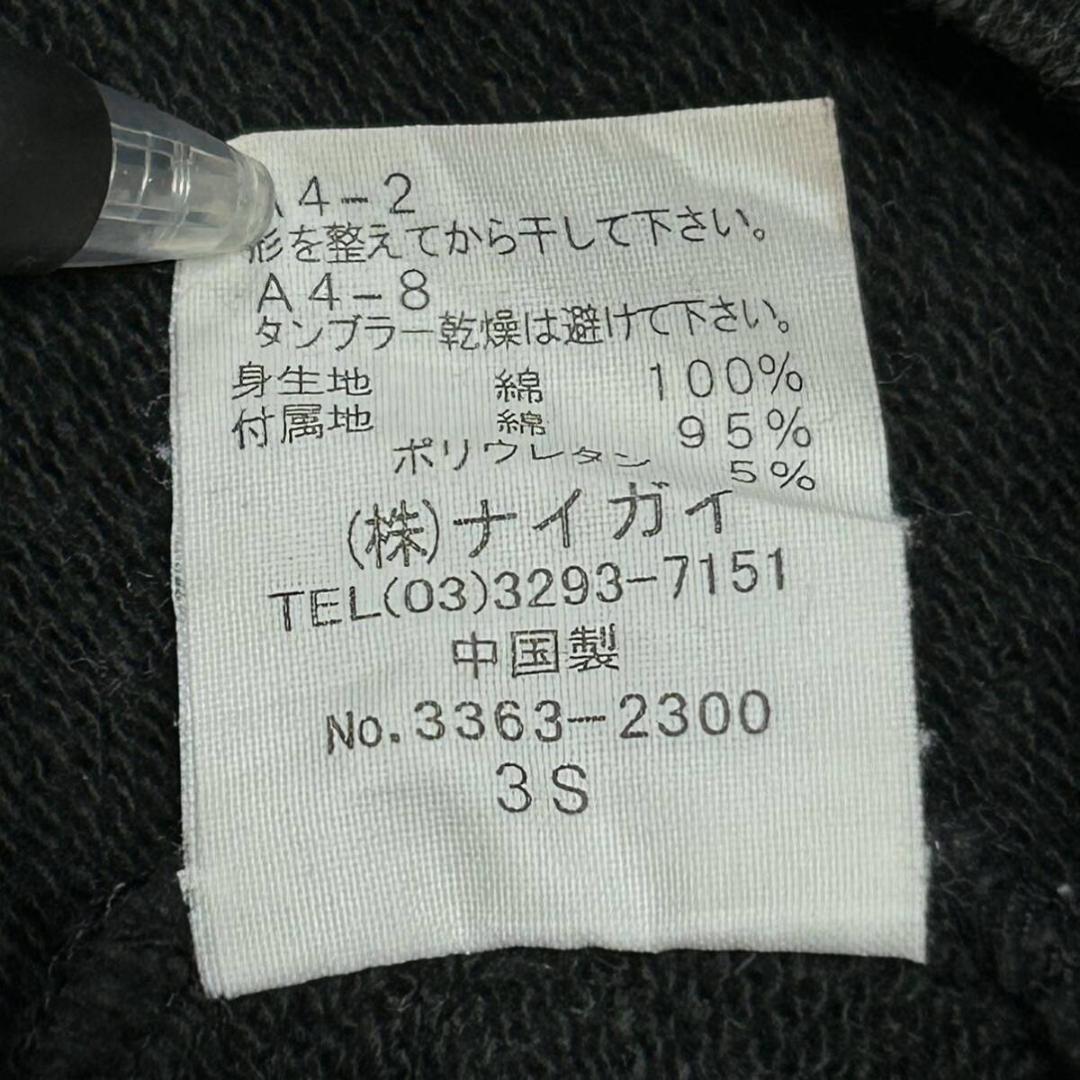 A4-2
形を整えてから干して下さい。
A4-8
タンブラー乾燥は避けて下さい。
身生地 綿 100%
付属地 綿 95%
ポリウレタン 5%
(株)ナイガイ
TEL(03)3293-7151
中国製
No.3363-2300
3S